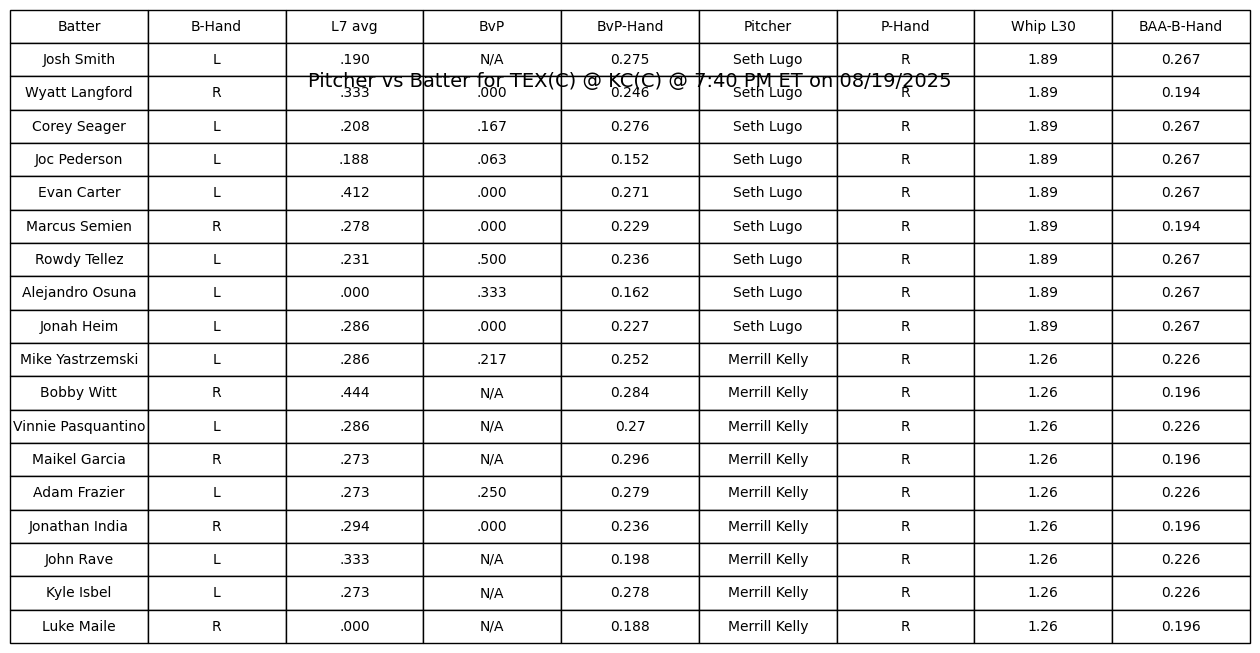 Batter B-Hand L7 avg BvP BvP-Hand Pitcher P-Hand Whip L30 BAA-B-Hand
Josh Smith L .190 N/A 0.275 Seth Lugo R 1.89 0.267
Pitcher vs Batter for TEX(C) @ KC(C) @ 7:40 PM ET on 08/19/2025
Wyatt Langford R .333 .000 0.246 Seth Lugo R 1.89 0.194
Corey Seager L .208 .167 0.276 Seth Lugo R 1.89 0.267
Joc Pederson L .188 .063 0.152 Seth Lugo R 1.89 0.267
Evan Carter L .412 .000 0.271 Seth Lugo R 1.89 0.267
Marcus Semien R .278 .000 0.229 Seth Lugo R 1.89 0.194
Rowdy Tellez L .231 .500 0.236 Seth Lugo R 1.89 0.267
Alejandro Osuna L .000 .333 0.162 Seth Lugo R 1.89 0.267
Jonah Heim L .286 .000 0.227 Seth Lugo R 1.89 0.267
Mike Yastrzemski L .286 .217 0.252 Merrill Kelly R 1.26 0.226
Bobby Witt R .444 N/A 0.284 Merrill Kelly R 1.26 0.196
Vinnie Pasquantino L .286 N/A 0.27 Merrill Kelly R 1.26 0.226
Maikel Garcia R .273 N/A 0.296 Merrill Kelly R 1.26 0.196
Adam Frazier L .273 .250 0.279 Merrill Kelly R 1.26 0.226
Jonathan India R .294 .000 0.236 Merrill Kelly R 1.26 0.196
John Rave L .333 N/A 0.198 Merrill Kelly R 1.26 0.226
Kyle Isbel L .273 N/A 0.278 Merrill Kelly R 1.26 0.226
Luke Maile R .000 N/A 0.188 Merrill Kelly R 1.26 0.196